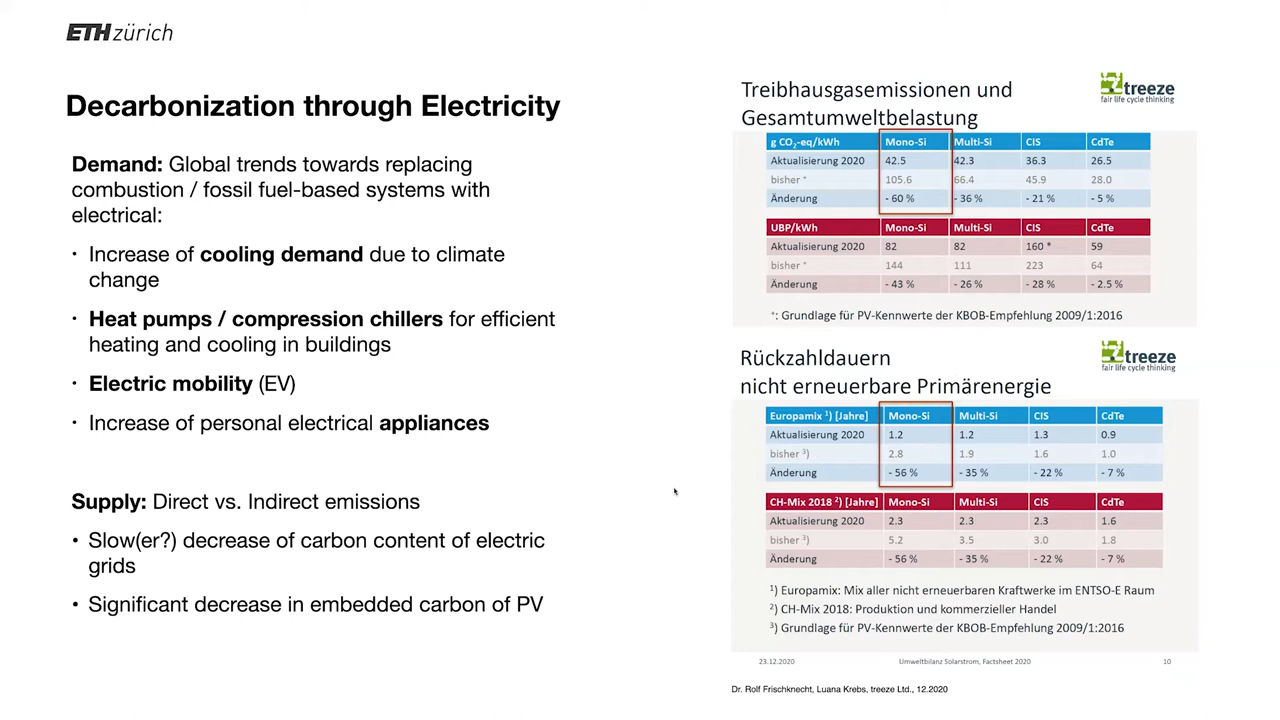 ETH zürich
Decarbonization through Electricity
Demand: Global trends towards replacing
combustion / fossil fuel-based systems with
electrical:
· Increase of cooling demand due to climate
change
· Heat pumps / compression chillers for efficient
heating and cooling in buildings
· Electric mobility (EV)
· Increase of personal electrical appliances
Supply: Direct vs. Indirect emissions
• Slow(er?) decrease of carbon content of electric
grids
• Significant decrease in embedded carbon of PV
Treibhausgasemissionen und
Gesamtumweltbelastung
treeze
fair life cycle thinking
g CO₂-eq/kWh Mono-Si Multi-Si CIS CdTe
Aktualisierung 2020 42.5 42.3 36.3 26.5
bisher * 105.6 66.4 45.9 28.0
Änderung - 60 % - 36 % - 21 % - 5 %
UBP/kWh Mono-Si Multi-Si CIS CdTe
Aktualisierung 2020 82 82 160 * 59
bisher * 144 111 223 64
Änderung - 43 % - 26 % - 28 % - 2.5 %
*: Grundlage für PV-Kennwerte der KBOB-Empfehlung 2009/1:2016
Rückzahldauern
nicht erneuerbare Primärenergie
treeze
fair life cycle thinking
Europamix ¹) [Jahre] Mono-Si Multi-Si CIS CdTe
Aktualisierung 2020 1.2 1.2 1.3 0.9
bisher ³) 2.8 1.9 1.6 1.0
Änderung - 56 % - 35 % - 22 % - 7 %
CH-Mix 2018 ²) [Jahre] Mono-Si Multi-Si CIS CdTe
Aktualisierung 2020 2.3 2.3 2.3 1.6
bisher ³) 5.2 3.5 3.0 1.8
Änderung - 56 % - 35 % - 22 % - 7 %
¹) Europamix: Mix aller nicht erneuerbaren Kraftwerke im ENTSO-E Raum
²) CH-Mix 2018: Produktion und kommerzieller Handel
³) Grundlage für PV-Kennwerte der KBOB-Empfehlung 2009/1:2016
23.12.2020 Umweltbilanz Solarstrom, Factsheet 2020 10
Dr. Rolf Frischknecht, Luana Krebs, treeze Ltd., 12.2020